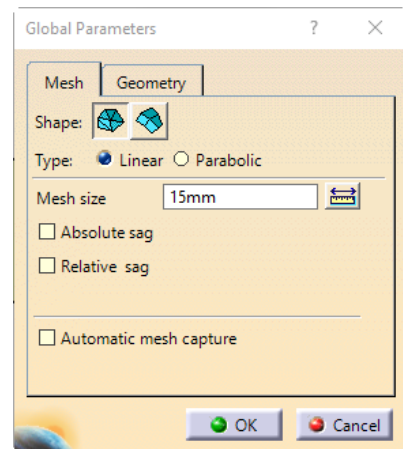 Global Parameters ?
Mesh Geometry
Shape:
Type: Linear Parabolic
Mesh size 15mm
Absolute sag
Relative sag
Automatic mesh capture
OK Cancel